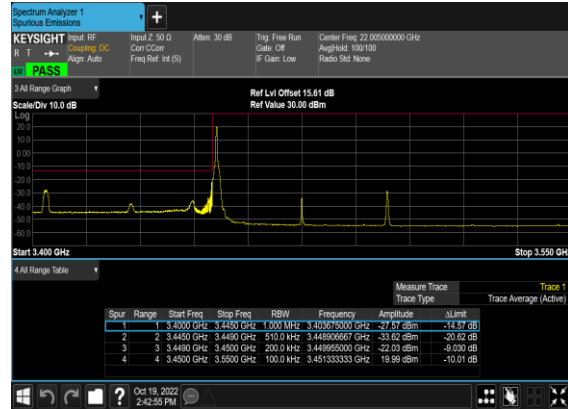 Spectrum Analyzer 1
Spurious Emissions
KEYSIGHT
R T
LXI PASS
Input: RF
Coupling: DC
Align: Auto
Input Z: 50 Ω
Corr CCorr
Freq Ref: Int (S)
Atten: 30 dB
Trig: Free Run
Gate: Off
IF Gain: Low
Center Freq: 22.005000000 GHz
Avg|Hold: 100/100
Radio Std: None
3 All Range Graph
Ref Lvl Offset 15.61 dB
Scale/Div 10.0 dB
Ref Value 30.00 dBm
Log
20.0
10.0
0.00
-10.0
-20.0
-30.0
-40.0
-50.0
-60.0
Start 3.400 GHz
Stop 3.550 GHz
4 All Range Table
Measure Trace Trace 1
Trace Type Trace Average (Active)
Spur Range Start Freq Stop Freq RBW Frequency Amplitude ΔLimit
1 1 3.4000 GHz 3.4450 GHz 1.000 MHz 3.403675000 GHz -27.57 dBm -14.57 dB
2 2 3.4450 GHz 3.4490 GHz 510.0 kHz 3.448906667 GHz -33.62 dBm -20.62 dB
3 3 3.4490 GHz 3.4500 GHz 200.0 kHz 3.449955000 GHz -22.03 dBm -9.030 dB
4 4 3.4500 GHz 3.5500 GHz 100.0 kHz 3.451333333 GHz 19.99 dBm -10.01 dB
?
Oct 19, 2022
2:42:55 PM